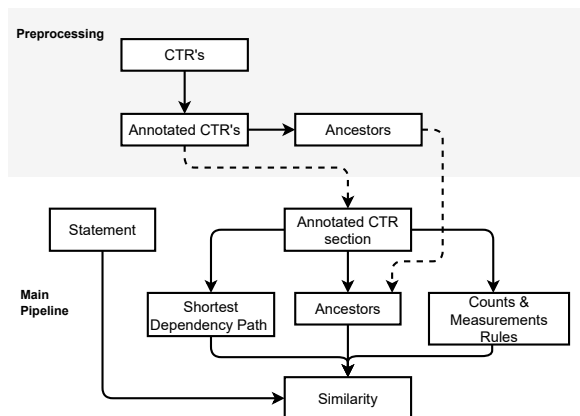 Preprocessing
CTR's
Annotated CTR's
Ancestors
Statement
Annotated CTR
section
Main
Pipeline
Shortest
Dependency Path
Ancestors
Counts &
Measurements
Rules
Similarity